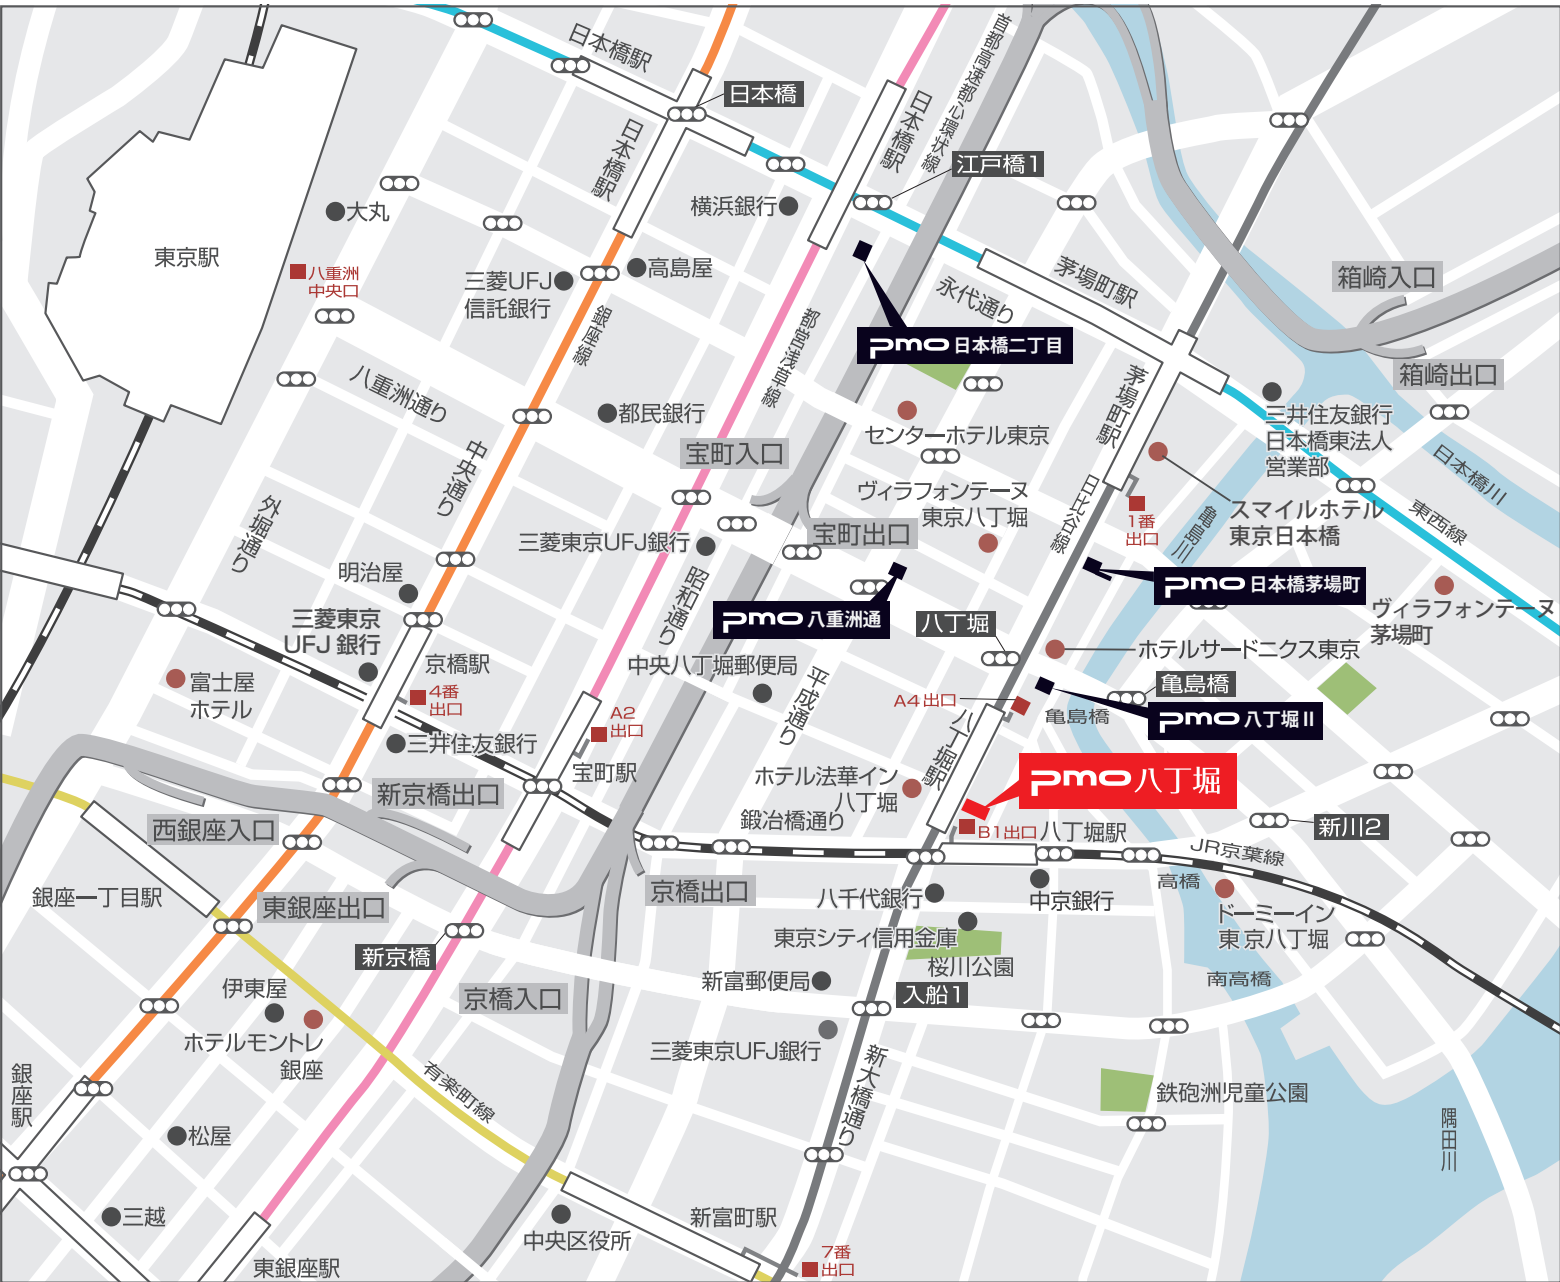 日本橋駅
日本橋
日本橋駅
日本橋駅
首都高速都心環状線
江戸橋1
大丸
横浜銀行
東京駅
八重洲
中央口
三菱UFJ
信託銀行
高島屋
銀座線
都営浅草線
永代通り
茅場町駅
箱崎入口
箱崎出口
pmo 日本橋二丁目
八重洲通り
都民銀行
センターホテル東京
茅場町駅
三井住友銀行
日本橋東法人
営業部
日本橋川
東西線
中央通り
宝町入口
外堀通り
ヴィラフォンテーヌ
東京八丁堀
日比谷線
1番
出口
亀島川
スマイルホテル
東京日本橋
三菱東京UFJ銀行
宝町出口
明治屋
昭和通り
pmo 八重洲通
pmo 日本橋茅場町
ヴィラフォンテーヌ
茅場町
三菱東京
UFJ 銀行
八丁堀
ホテルサードニクス東京
京橋駅
中央八丁堀郵便局
平成通り
亀島橋
富士屋
ホテル
4番
出口
A2
出口
A4 出口
亀島橋
pmo 八丁堀 II
三井住友銀行
宝町駅
八丁堀駅
ホテル法華イン
八丁堀
pmo 八丁堀
新京橋出口
西銀座入口
鍛冶橋通り
B1出口
八丁堀駅
新川2
JR京葉線
銀座一丁目駅
東銀座出口
京橋出口
八千代銀行
中京銀行
高橋
ドーミーイン
東京八丁堀
新京橋
東京シティ信用金庫
桜川公園
伊東屋
京橋入口
新富郵便局
入船1
南高橋
ホテルモントレ
銀座
三菱東京UFJ銀行
銀座駅
有楽町線
新大橋通り
鉄砲洲児童公園
隅田川
松屋
三越
新富町駅
中央区役所
東銀座駅
7番
出口